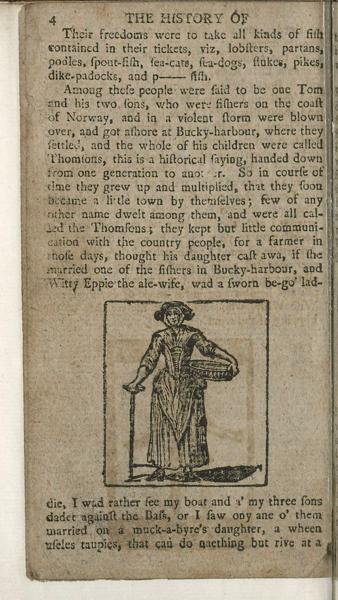 4 THE HISTORY OF
Their freedoms were to take all kinds of fish
contained in their tickets, viz, lobsters, partans,
podles, spout-fish, sea-cats, sea-dogs, flukes, pikes,
dike-padocks, and p—— fish.
Among these people were said to be one Tom
and his two sons, who were fishers on the coast
of Norway, and in a violent storm were blown
over, and got ashore at Bucky-harbour, where they
settled, and the whole of his children were called
Thomsons, this is a historical saying, handed down
from one generation to another. So in course of
time they grew up and multiplied, that they soon
became a little town by themselves; few of any
other name dwelt among them, and were all cal-
led the Thomsons; they kept but little communi-
cation with the country people, for a farmer in
those days, thought his daughter cast awa, if she
married one of the fishers in Bucky-harbour, and
Witty Eppie the ale-wife, wad a sworn be-go' lad-
die, I wad rather see my boat and a' my three sons
dadet against the Bass, or I saw ony ane o' them
married on a muck-a-byre's daughter, a wheen
useles taupies, that can do naething but rive at a